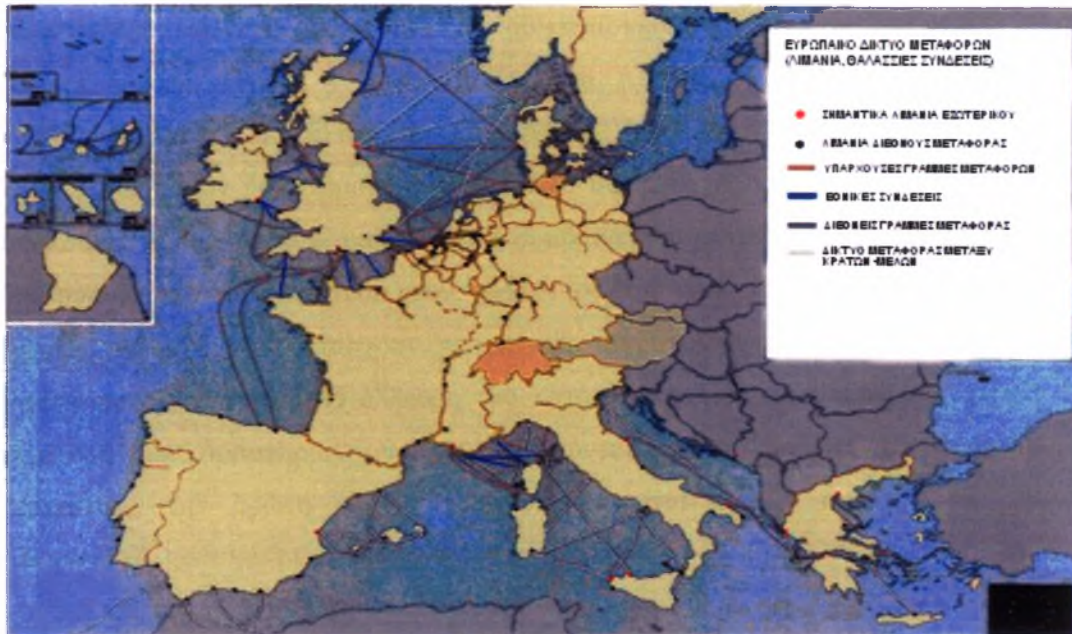 ΕΥΡΩΠΑΙΚΟ ΔΙΚΤΥΟ ΜΕΤΑΦΟΡΩΝ
(ΛΙΜΑΝΙΑ, ΘΑΛΑΣΣΙΕΣ ΣΥΝΔΕΣΕΙΣ)
ΣΗΜΑΝΤΙΚΑ ΛΙΜΑΝΙΑ ΕΣΩΤΕΡΙΚΟΥ
ΛΙΜΑΝΙΑ ΔΙΕΘΝΟΥΣ ΜΕΤΑΦΟΡΑΣ
ΥΠΑΡΧΟΥΣΕΣ ΓΡΑΜΜΕΣ ΜΕΤΑΦΟΡΩΝ
ΕΘΝΙΚΕΣ ΣΥΝΔΕΣΕΙΣ
ΔΙΕΘΝΕΙΣ ΓΡΑΜΜΕΣ ΜΕΤΑΦΟΡΑΣ
ΔΙΚΤΥΟ ΜΕΤΑΦΟΡΑΣ ΜΕΤΑΞΥ
ΚΡΑΤΩΝ -ΜΕΛΩΝ